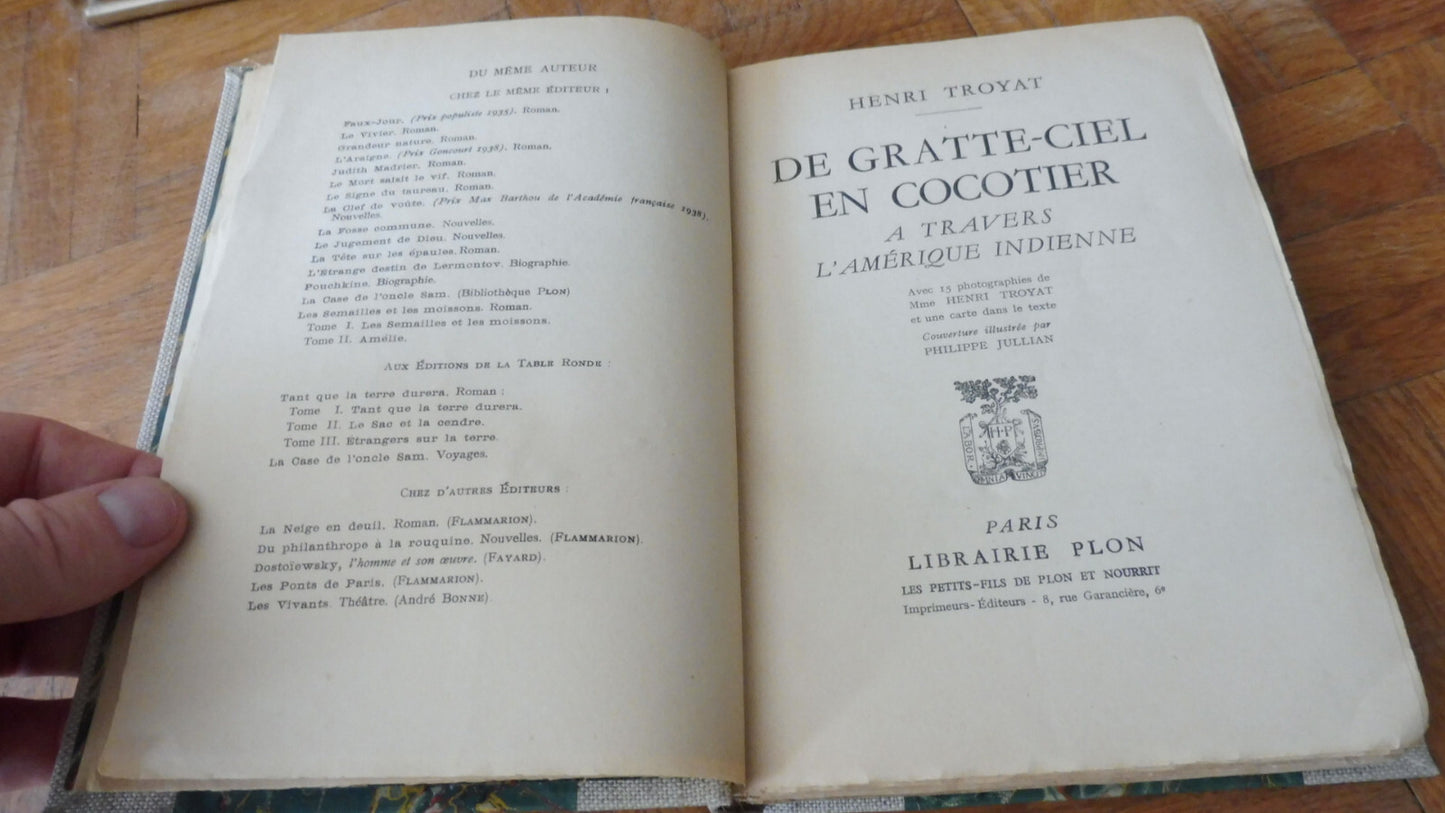 DU MÊME AUTEUR
CHEZ LE MÊME ÉDITEUR :
Faux-Jour. (Prix populiste 1935). Roman.
Le Vivier. Roman.
Grandeur nature. Roman.
L'Araigne. (Prix Goncourt 1938). Roman.
Judith Madrier. Roman.
Le Mort saisit le vif. Roman.
Le Signe du taureau. Roman.
La Clef de voûte. (Prix Max Barthou de l'Académie française 1938).
Nouvelles.
La Fosse commune. Nouvelles.
Le Jugement de Dieu. Nouvelles.
La Tête sur les épaules. Roman.
L'Étrange destin de Lermontov. Biographie.
Pouchkine. Biographie.
La Case de l'oncle Sam. (Bibliothèque PLON)
Les Semailles et les moissons. Roman.
Tome I. Les Semailles et les moissons.
Tome II. Amélie.
AUX ÉDITIONS DE LA TABLE RONDE :
Tant que la terre durera. Roman :
Tome I. Tant que la terre durera.
Tome II. Le Sac et la cendre.
Tome III. Étrangers sur la terre.
La Case de l'oncle Sam. Voyages.
CHEZ D'AUTRES ÉDITEURS :
La Neige en deuil. Roman. (FLAMMARION).
Du philanthrope à la rouquine. Nouvelles. (FLAMMARION).
Dostoïewsky, l'homme et son œuvre. (FAYARD).
Les Ponts de Paris. (FLAMMARION).
Les Vivants. Théâtre. (André BONNE).
HENRI TROYAT
DE GRATTE-CIEL
EN COCOTIER
A TRAVERS
L'AMÉRIQUE INDIENNE
Avec 15 photographies de
Mme HENRI TROYAT
et une carte dans le texte
Couverture illustrée par
PHILIPPE JULLIAN
LABOR
H·P
OMNIA VINCIT
IMPROBUS
PARIS
LIBRAIRIE PLON
LES PETITS-FILS DE PLON ET NOURRIT
Imprimeurs-Éditeurs - 8, rue Garancière, 6e